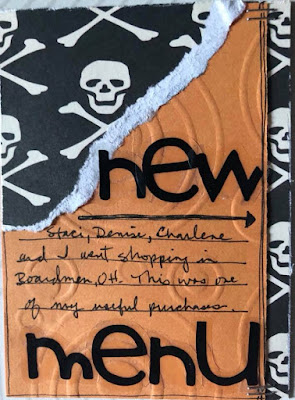 new
Staci, Denise, Charlene
and I went shopping in
Boardman, OH. This was one
of my useful purchases.
menu